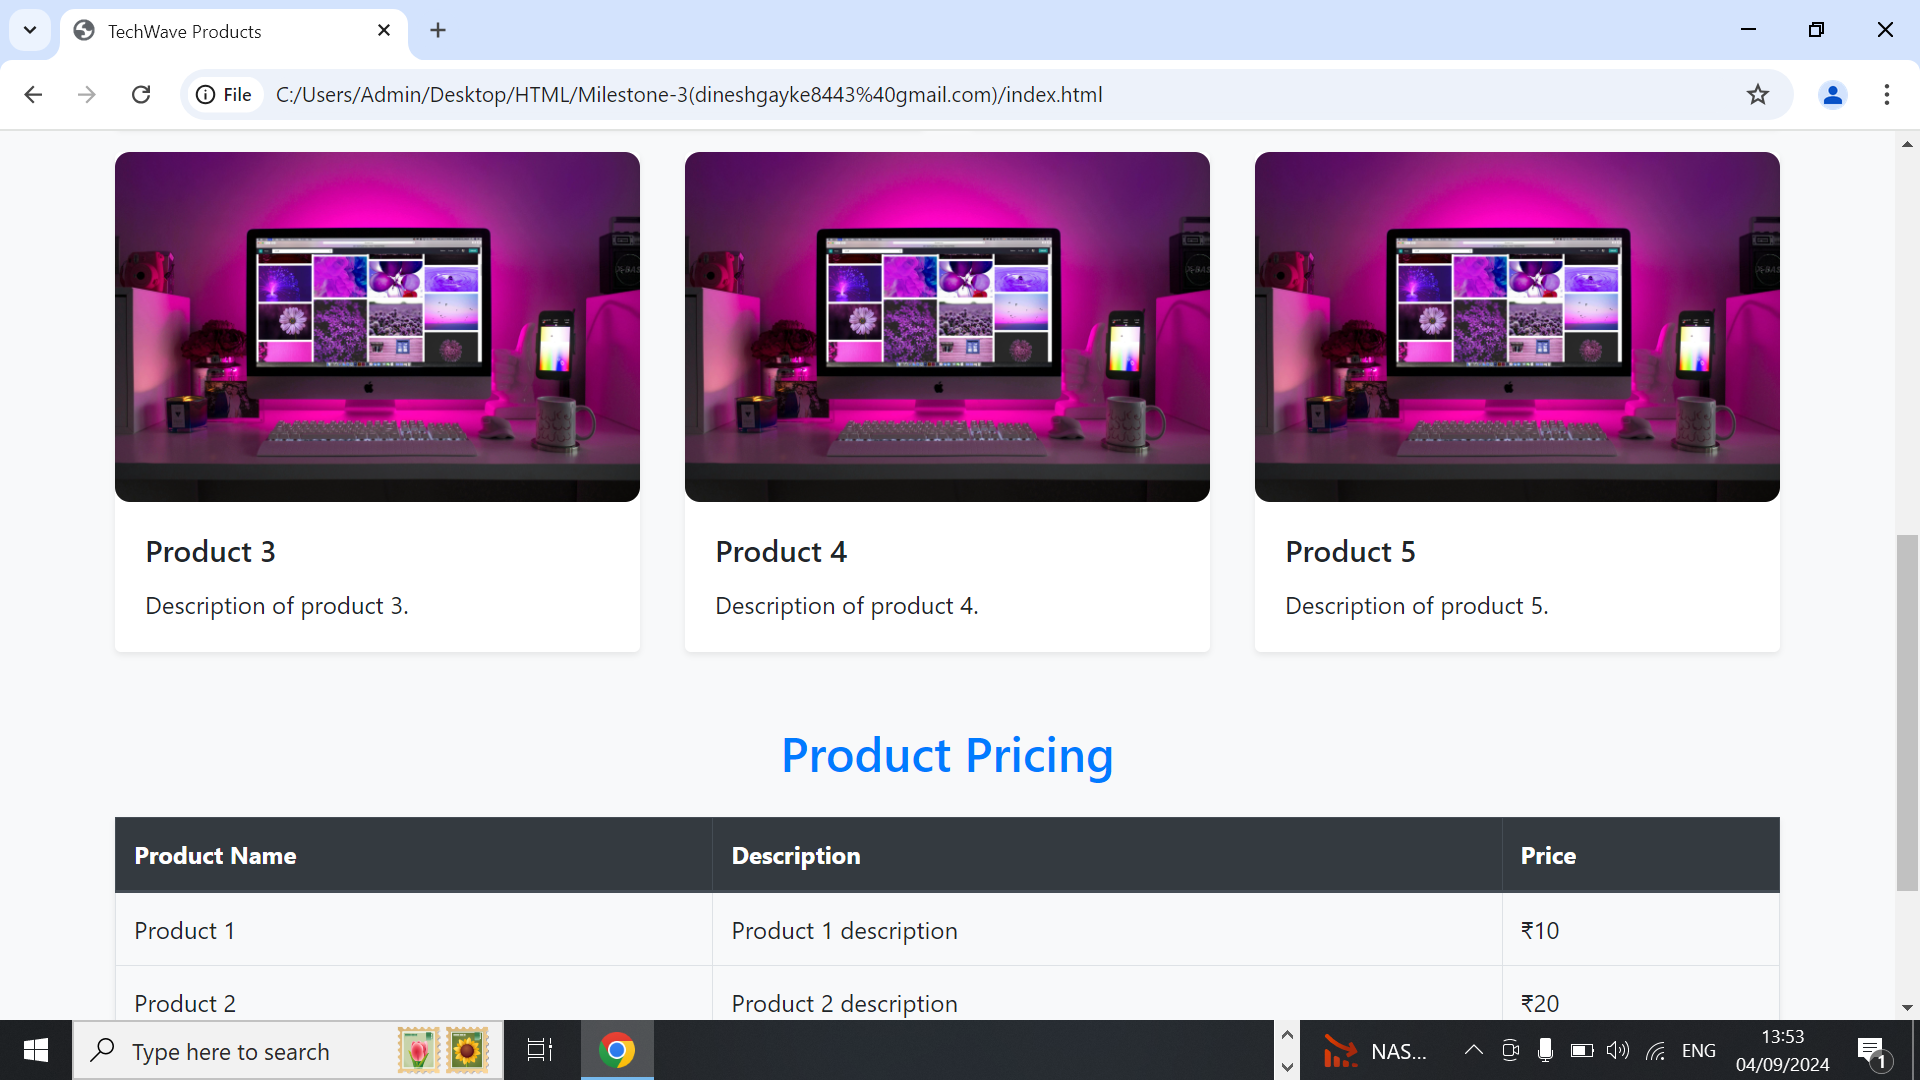 TechWave Products
File
C:/Users/Admin/Desktop/HTML/Milestone-3(dineshgayke8443%40gmail.com)/index.html
Product 3
Product 4
Product 5
Description of product 3.
Description of product 4.
Description of product 5.
Product Pricing
Product Name
Description
Price
Product 1
Product 1 description
₹10
Product 2
Product 2 description
₹20
Type here to search
NAS...
ENG
13:53
04/09/2024
1